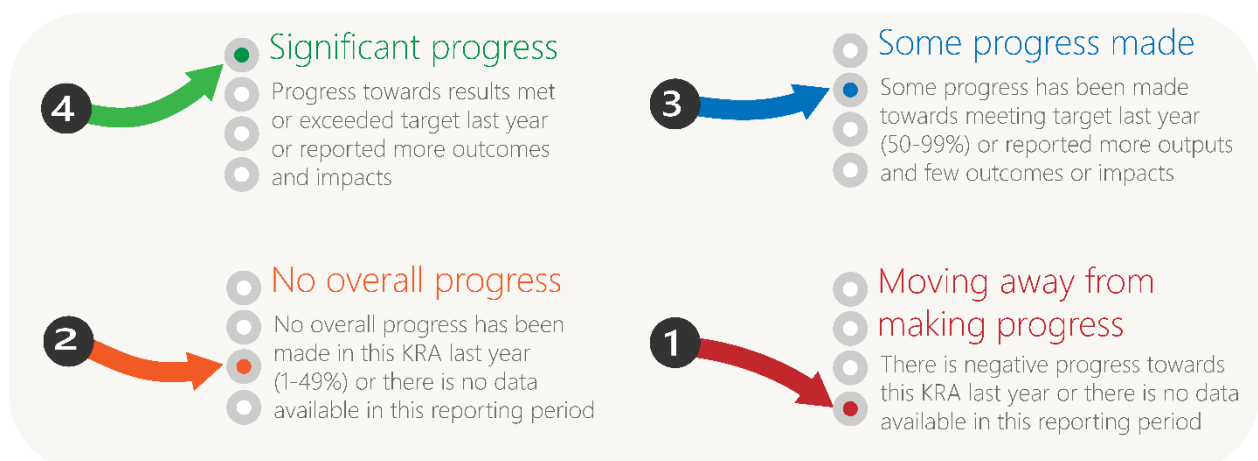 4
Significant progress
Progress towards results met
or exceeded target last year
or reported more outcomes
and impacts
3
Some progress made
Some progress has been made
towards meeting target last year
(50-99%) or reported more outputs
and few outcomes or impacts
2
No overall progress
No overall progress has been
made in this KRA last year
(1-49%) or there is no data
available in this reporting period
1
Moving away from
making progress
There is negative progress towards
this KRA last year or there is no data
available in this reporting period